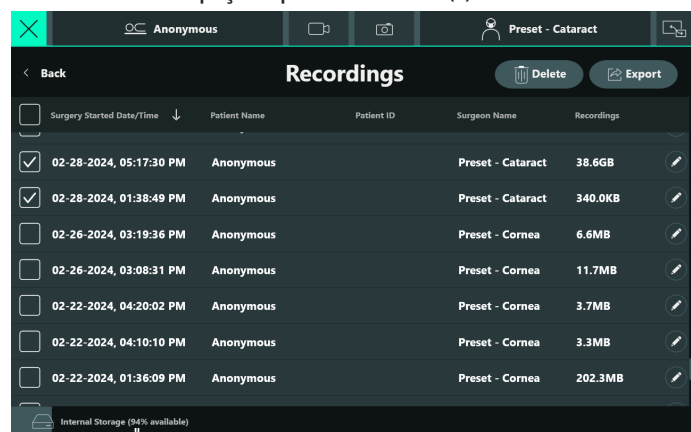 Anonymous Preset - Cataract
Back Recordings Delete Export
Surgery Started Date/Time ↓ Patient Name Patient ID Surgeon Name Recordings
02-28-2024, 05:17:30 PM Anonymous Preset - Cataract 38.6GB
02-28-2024, 01:38:49 PM Anonymous Preset - Cataract 340.0KB
02-26-2024, 03:19:36 PM Anonymous Preset - Cornea 6.6MB
02-26-2024, 03:08:31 PM Anonymous Preset - Cornea 11.7MB
02-22-2024, 04:20:02 PM Anonymous Preset - Cornea 3.7MB
02-22-2024, 04:10:10 PM Anonymous Preset - Cornea 3.3MB
02-22-2024, 01:36:09 PM Anonymous Preset - Cornea 202.3MB
Internal Storage (94% available)